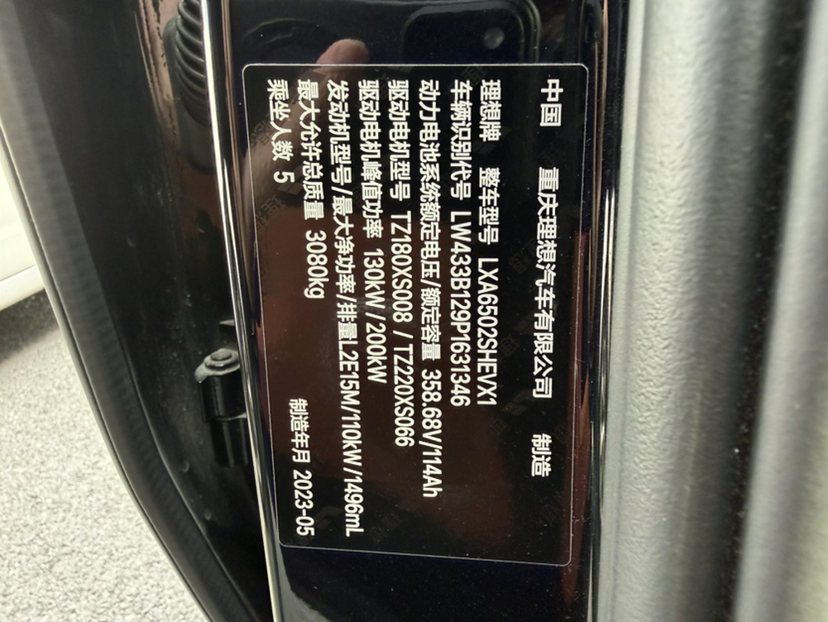 中国 重庆理想汽车有限公司 制造
理想牌 整车型号 LXA6502SHEVX1
车辆识别代号 LW433B129P1631346
动力电池系统额定电压/额定容量 358.68V/114Ah
驱动电机型号 TZ180XS008 / TZ220XS066
驱动电机峰值功率 130kW/200kW
发动机型号/最大净功率/排量L2E15M/110kW/1496mL
最大允许总质量 3080kg
乘坐人数 5 制造年月 2023-05